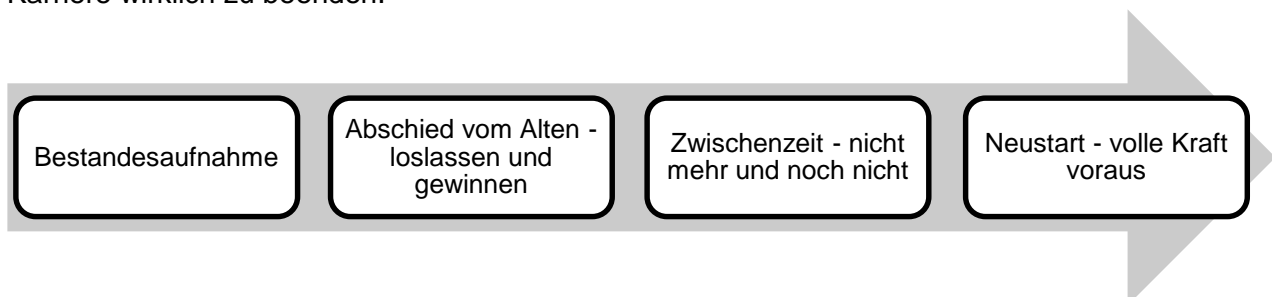 Karriere wirklich zu beenden.
Bestandesaufnahme
Abschied vom Alten -
loslassen und
gewinnen
Zwischenzeit - nicht
mehr und noch nicht
Neustart - volle Kraft
voraus